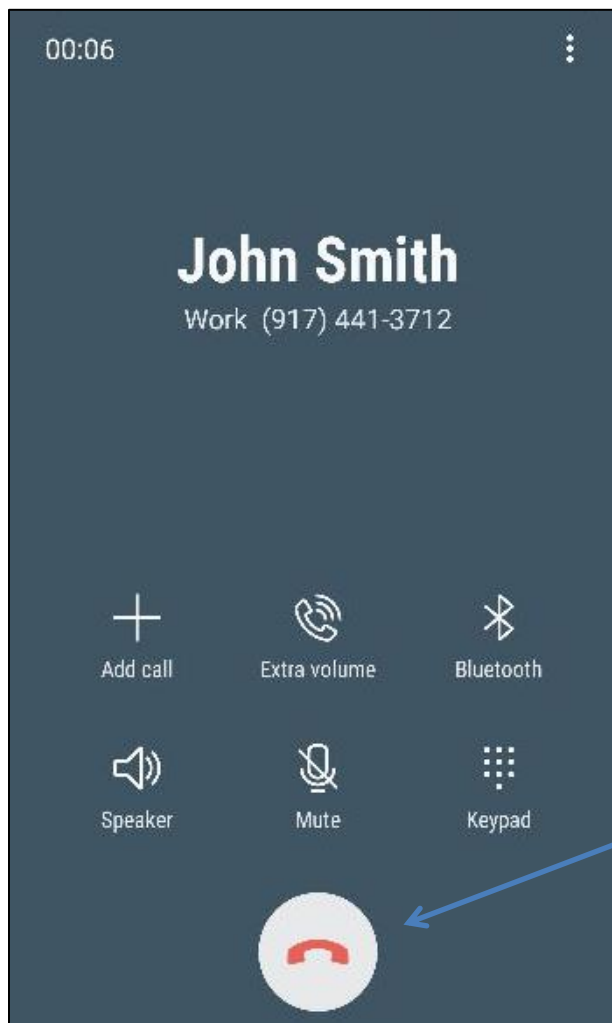 00:06
John Smith
Work (917) 441-3712
Add call Extra volume Bluetooth
Speaker Mute Keypad